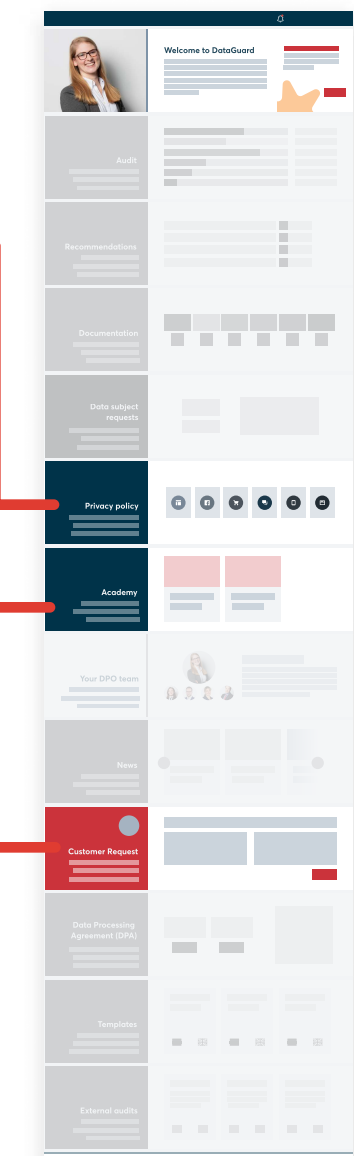 Welcome to DataGuard
Audit
Recommendations
Documentation
Data subject
requests
Privacy policy
Academy
Your DPO team
News
Customer Request
Data Processing
Agreement (DPA)
Templates
External audits